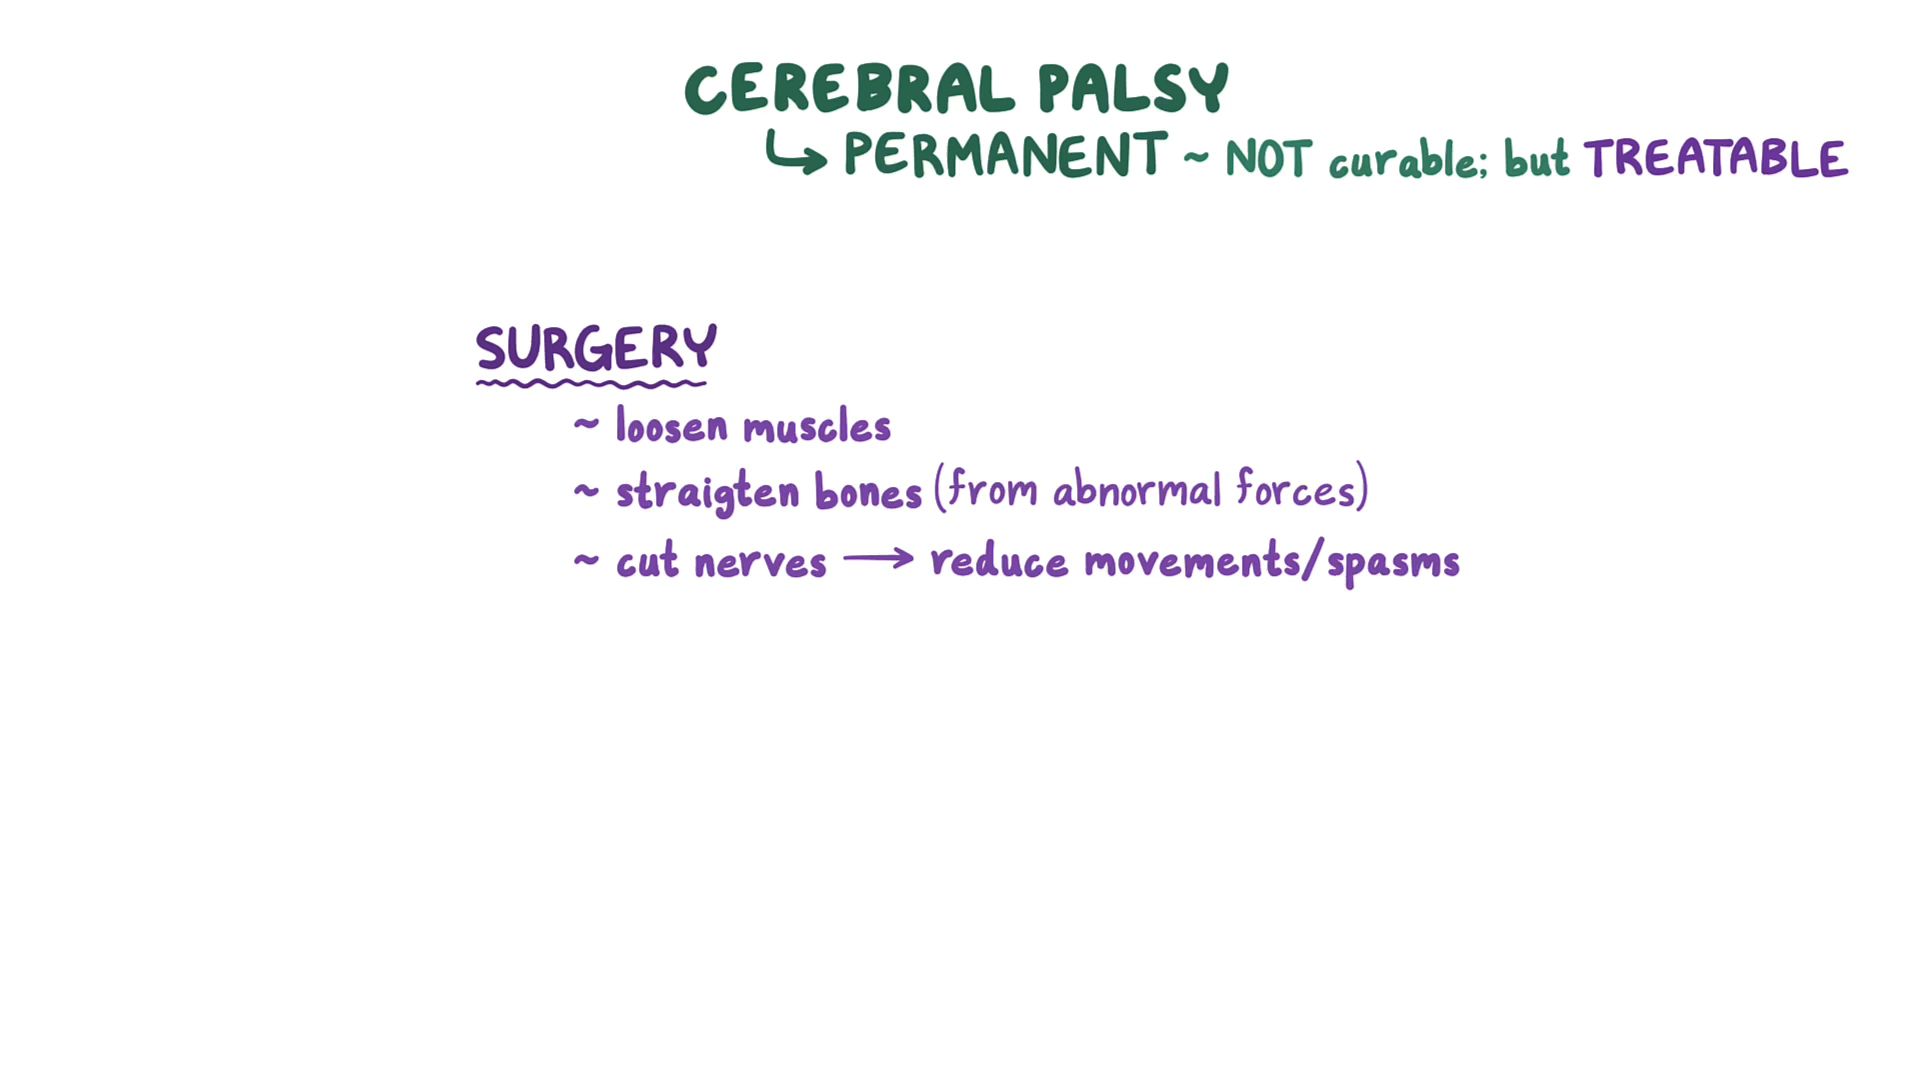 CEREBRAL PALSY
↳ PERMANENT ~ NOT curable; but TREATABLE
SURGERY
~ loosen muscles
~ straigten bones (from abnormal forces)
~ cut nerves → reduce movements/spasms